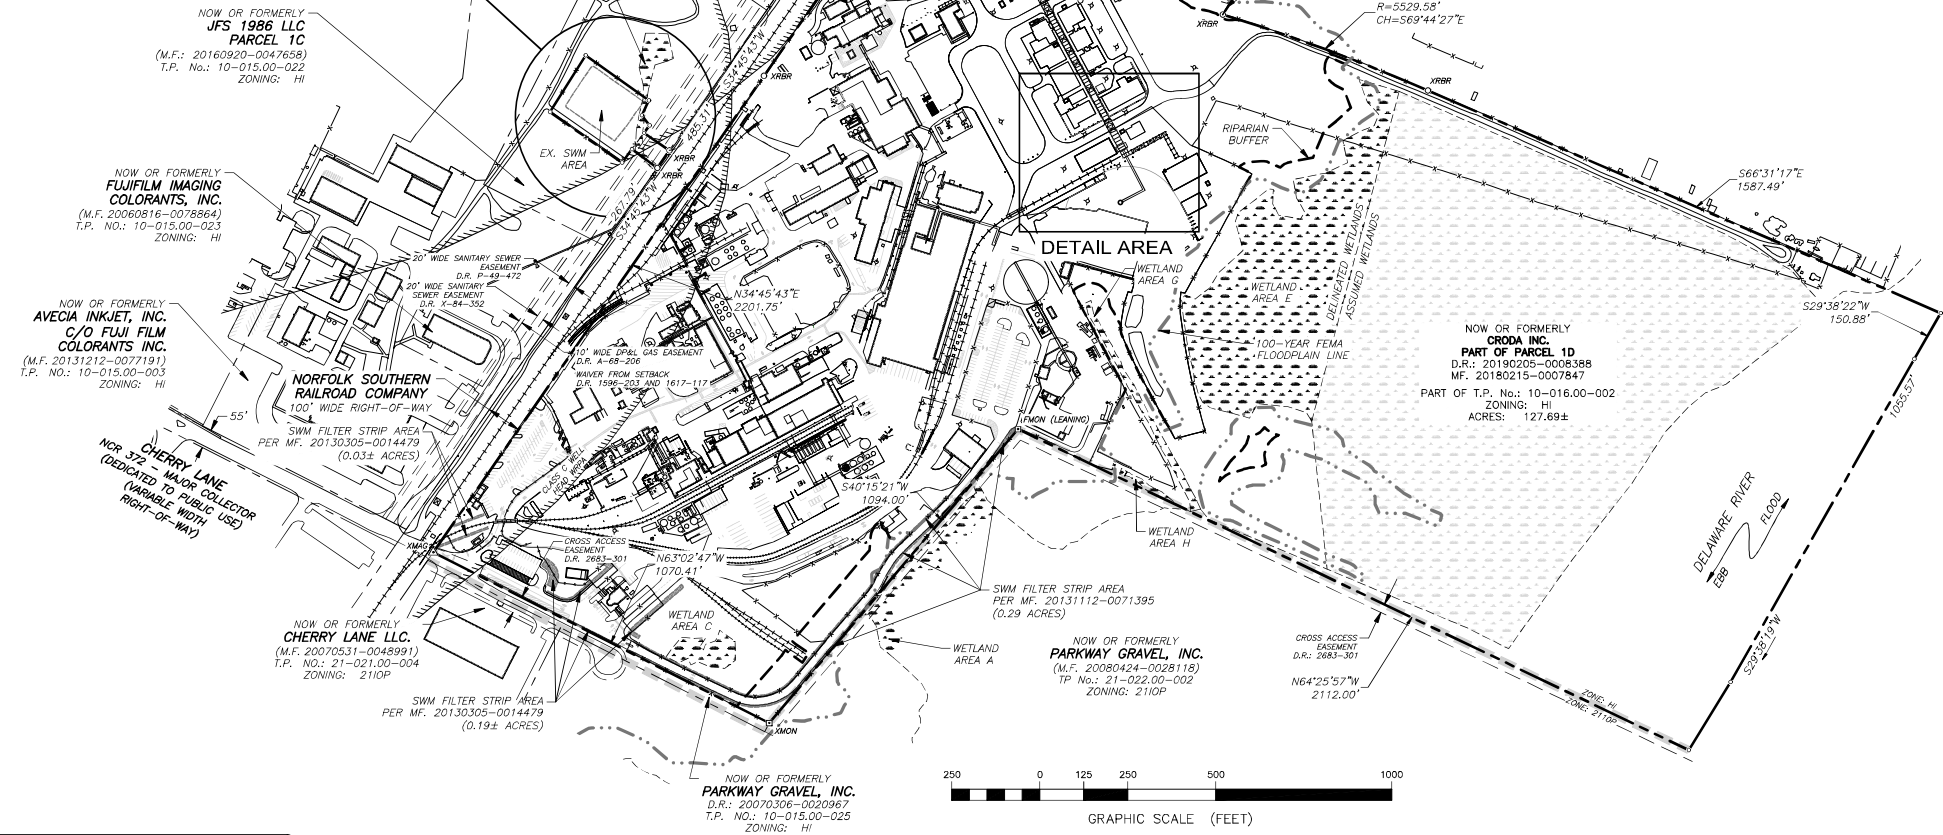 NOW OR FORMERLY
JFS 1986 LLC
PARCEL 1C
(M.F.: 20160920-0047658)
T.P. No.: 10-015.00-022
ZONING: HI
NOW OR FORMERLY
FUJIFILM IMAGING
COLORANTS, INC.
(M.F. 20060816-0078864)
T.P. NO.: 10-015.00-023
ZONING: HI
NOW OR FORMERLY
AVECIA INKJET, INC.
C/O FUJI FILM
COLORANTS INC.
(M.F. 20131212-0077191)
T.P. NO.: 10-015.00-003
ZONING: HI
EX. SWM
AREA
XRBR
XRBR
XRBR
S34°45'43"W
485.31'
267.79'
S34°45'43"W
20' WIDE SANITARY SEWER
EASEMENT
D.R. P-49-472
20' WIDE SANITARY
SEWER EASEMENT
D.R. X-84-352
N34°45'43"E
2201.75'
10' WIDE DP&L GAS EASEMENT
D.R. A-68-206
WAIVER FROM SETBACK
D.R. 1596-203 AND 1617-117
NORFOLK SOUTHERN
RAILROAD COMPANY
100' WIDE RIGHT-OF-WAY
SWM FILTER STRIP AREA
PER MF. 20130305-0014479
(0.03± ACRES)
55'
CHERRY LANE
NCR 372 - MAJOR COLLECTOR
(DEDICATED TO PUBLIC USE)
(VARIABLE WIDTH
RIGHT-OF-WAY)
CLASS C WELL
HEAD WRPA
XMAG
CROSS ACCESS
EASEMENT
D.R. 2683-301
N63°02'47"W
1070.41'
WETLAND
AREA C
NOW OR FORMERLY
CHERRY LANE LLC.
(M.F. 20070531-0048991)
T.P. NO.: 21-021.00-004
ZONING: 21IOP
SWM FILTER STRIP AREA
PER MF. 20130305-0014479
(0.19± ACRES)
XMON
NOW OR FORMERLY
PARKWAY GRAVEL, INC.
D.R.: 20070306-0020967
T.P. NO.: 10-015.00-025
ZONING: HI
R=5529.58'
CH=S69°44'27"E
XRBR
XRBR
RIPARIAN
BUFFER
DETAIL AREA
WETLAND
AREA G
WETLAND
AREA E
DELINEATED WETLANDS
ASSUMED WETLANDS
100-YEAR FEMA
FLOODPLAIN LINE
FMON (LEANING)
S40°15'21"W
1094.00'
WETLAND
AREA H
SWM FILTER STRIP AREA
PER MF. 20131112-0071395
(0.29 ACRES)
WETLAND
AREA A
NOW OR FORMERLY
PARKWAY GRAVEL, INC.
(M.F. 20080424-0028118)
TP No.: 21-022.00-002
ZONING: 21IOP
S66°31'17"E
1587.49'
S29°38'22"W
150.88'
NOW OR FORMERLY
CRODA INC.
PART OF PARCEL 1D
D.R.: 20190205-0008388
MF. 20180215-0007847
PART OF T.P. No.: 10-016.00-002
ZONING: HI
ACRES: 127.69±
1055.57'
S29°38'19"W
DELAWARE RIVER
EBB
FLOOD
CROSS ACCESS
EASEMENT
D.R.: 2683-301
N64°25'57"W
2112.00'
ZONE: HI
ZONE: 21IOP
250 0 125 250 500 1000
GRAPHIC SCALE (FEET)